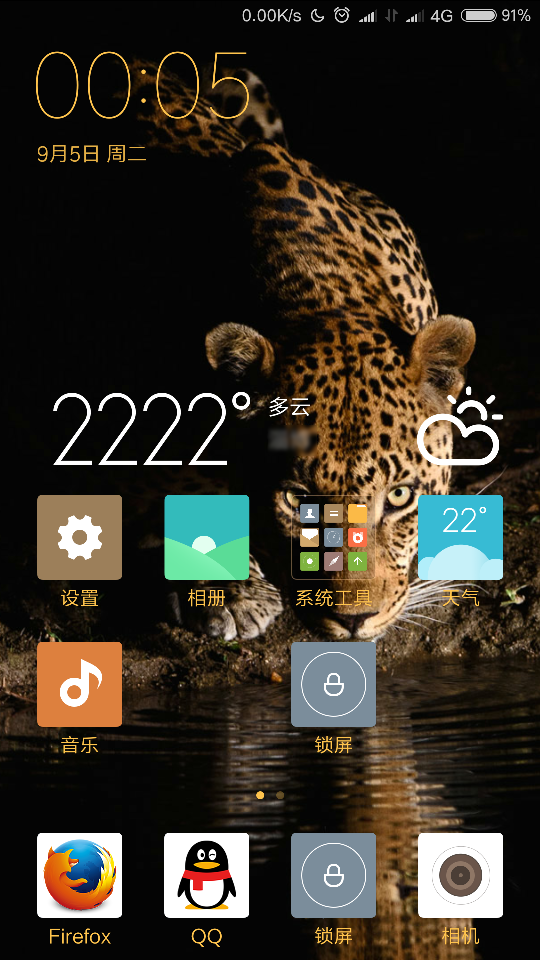 0.00K/s 4G 91%
00:05
9月5日 周二
2222° 多云
22°
设置 相册 系统工具 天气
音乐 锁屏
Firefox QQ 锁屏 相机